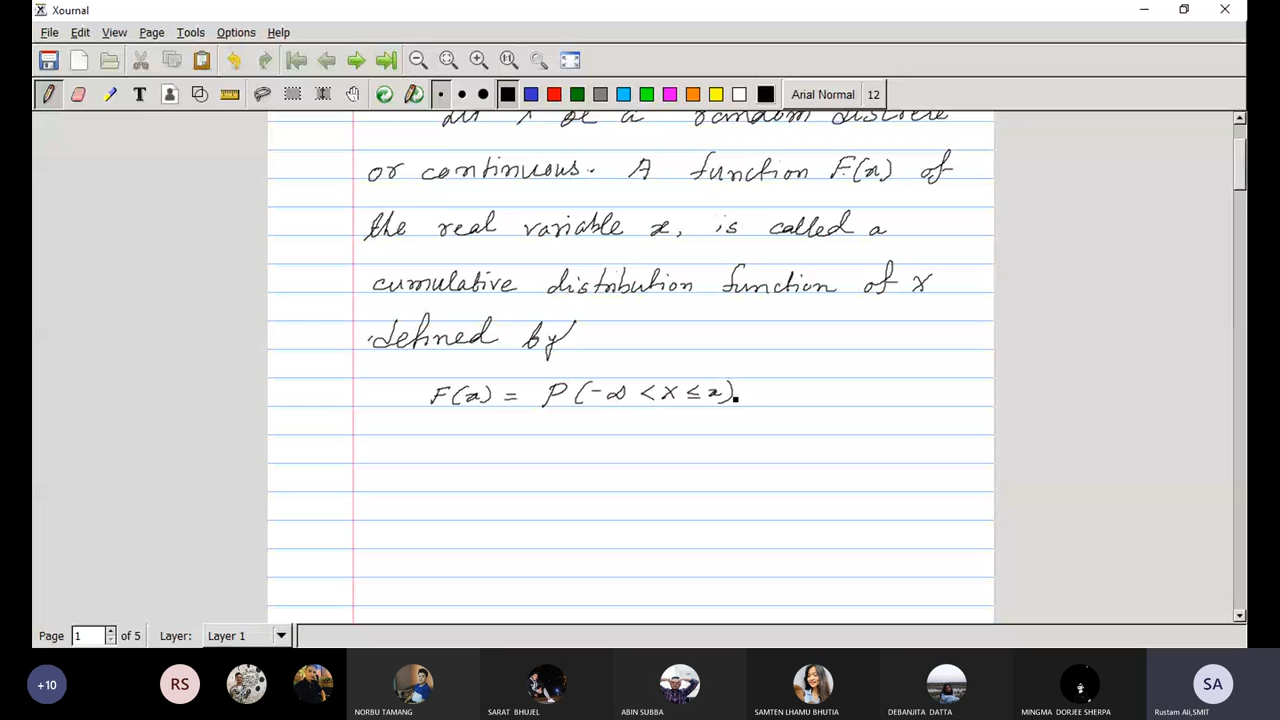 Xournal
File Edit View Page Tools Options Help
Arial Normal 12
a random discrete
or continuous. A function F(x) of
the real variable x, is called a
cumulative distribution function of X
defined by
F(x) = P(-∞ < X ≤ x)
Page 1 of 5 Layer: Layer 1
+10 RS SA
NORBU TAMANG SARAT BHUJEL ABIN SUBBA SAMTEN LHAMU BHUTIA DEBANJITA DATTA MINGMA DORJEE SHERPA Rustam Ali,SMIT